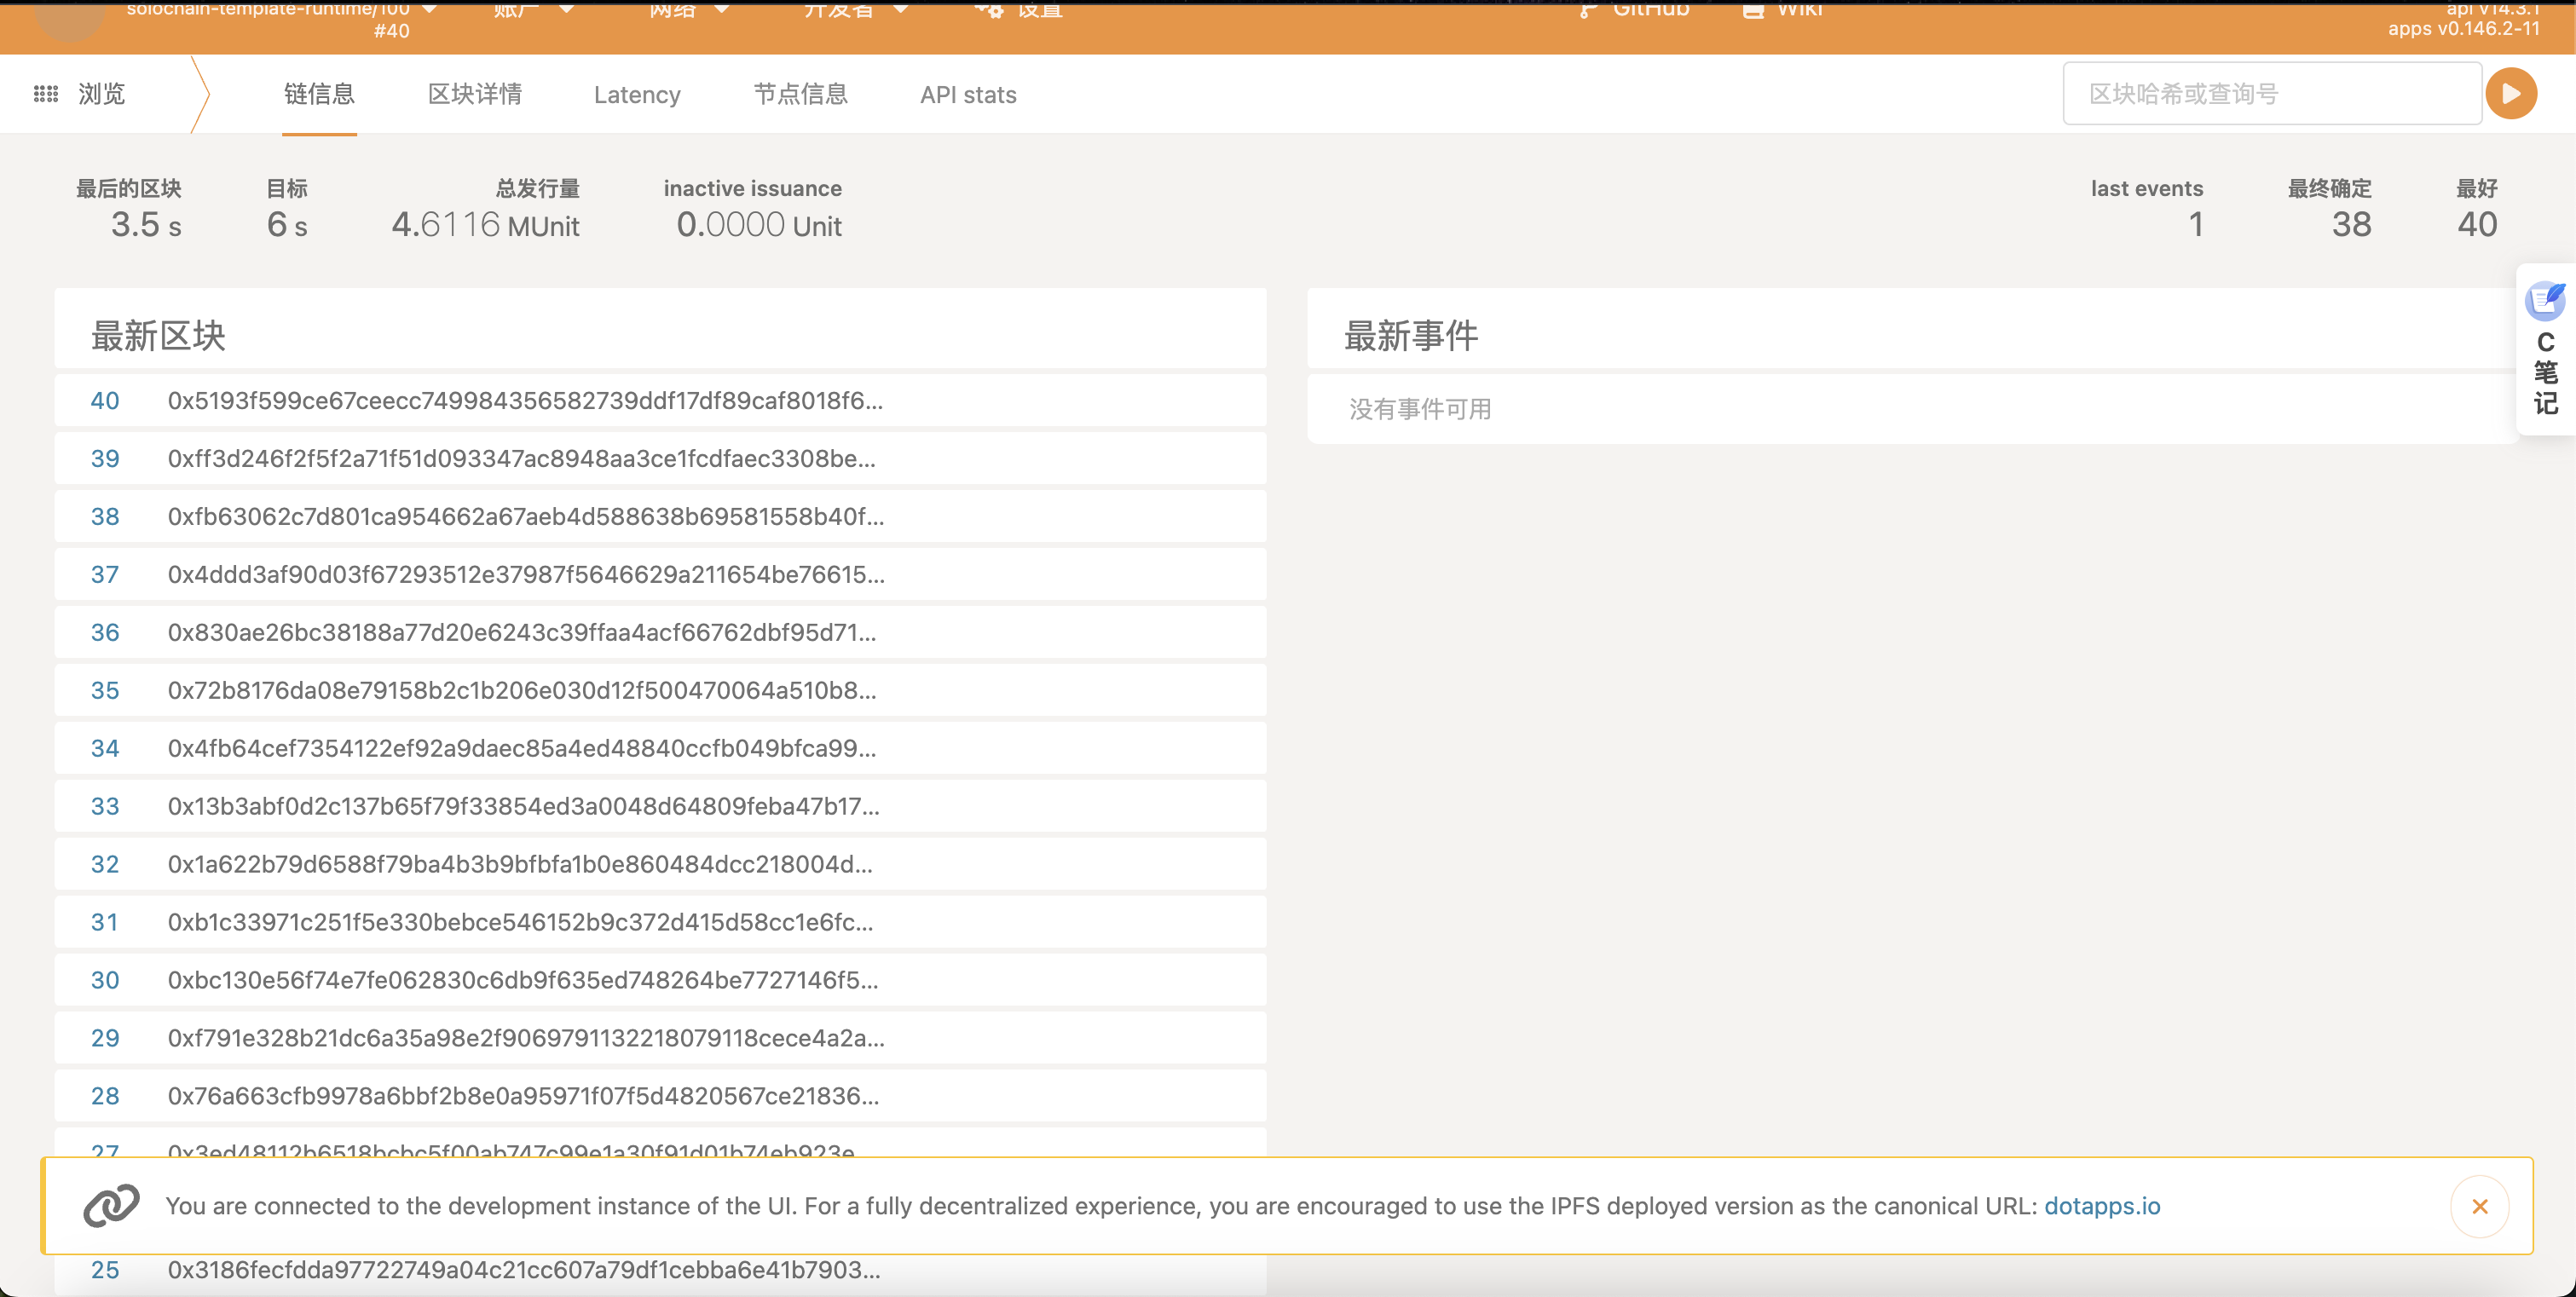 solochain-template-runtime/100
#40
账户
网络
开发者
设置
GitHub
Wiki
api v14.3.1
apps v0.146.2-11
浏览
链信息
区块详情
Latency
节点信息
API stats
区块哈希或查询号
最后的区块
3.5 s
目标
6 s
总发行量
4.6116 MUnit
inactive issuance
0.0000 Unit
last events
1
最终确定
38
最好
40
最新区块
40 0x5193f599ce67ceecc749984356582739ddf17df89caf8018f6...
39 0xff3d246f2f5f2a71f51d093347ac8948aa3ce1fcdfaec3308be...
38 0xfb63062c7d801ca954662a67aeb4d588638b69581558b40f...
37 0x4ddd3af90d03f67293512e37987f5646629a211654be76615...
36 0x830ae26bc38188a77d20e6243c39ffaa4acf66762dbf95d71...
35 0x72b8176da08e79158b2c1b206e030d12f500470064a510b8...
34 0x4fb64cef7354122ef92a9daec85a4ed48840ccfb049bfca99...
33 0x13b3abf0d2c137b65f79f33854ed3a0048d64809feba47b17...
32 0x1a622b79d6588f79ba4b3b9bfbfa1b0e860484dcc218004d...
31 0xb1c33971c251f5e330bebce546152b9c372d415d58cc1e6fc...
30 0xbc130e56f74e7fe062830c6db9f635ed748264be7727146f5...
29 0xf791e328b21dc6a35a98e2f9069791132218079118cece4a2a...
28 0x76a663cfb9978a6bbf2b8e0a95971f07f5d4820567ce21836...
27 0x3ed48112b6518bcbc5f00ab747c99e1a30f91d01b74eb923e...
25 0x3186fecfdda97722749a04c21cc607a79df1cebba6e41b7903...
最新事件
没有事件可用
C
笔
记
You are connected to the development instance of the UI. For a fully decentralized experience, you are encouraged to use the IPFS deployed version as the canonical URL: dotapps.io